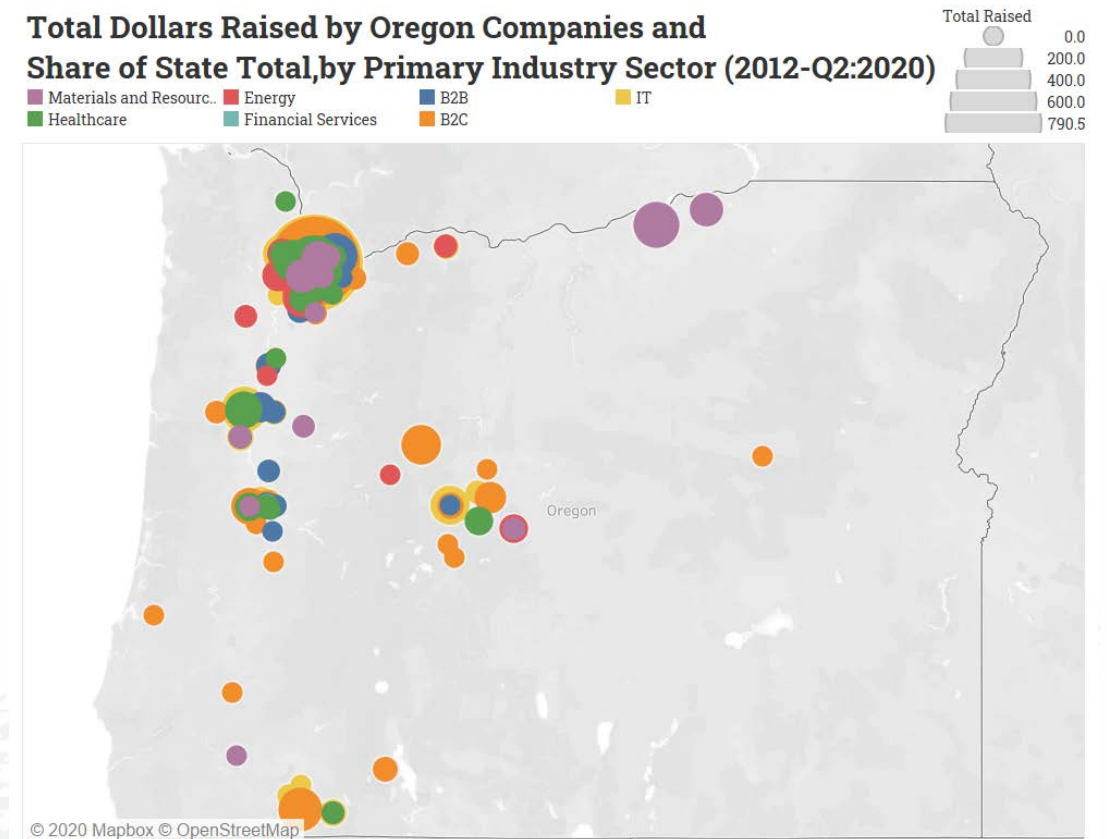 Total Dollars Raised by Oregon Companies and
Share of State Total,by Primary Industry Sector (2012-Q2:2020)
Total Raised
0.0
200.0
400.0
600.0
790.5
Materials and Resourc..
Energy
B2B
IT
Healthcare
Financial Services
B2C
Oregon
© 2020 Mapbox © OpenStreetMap